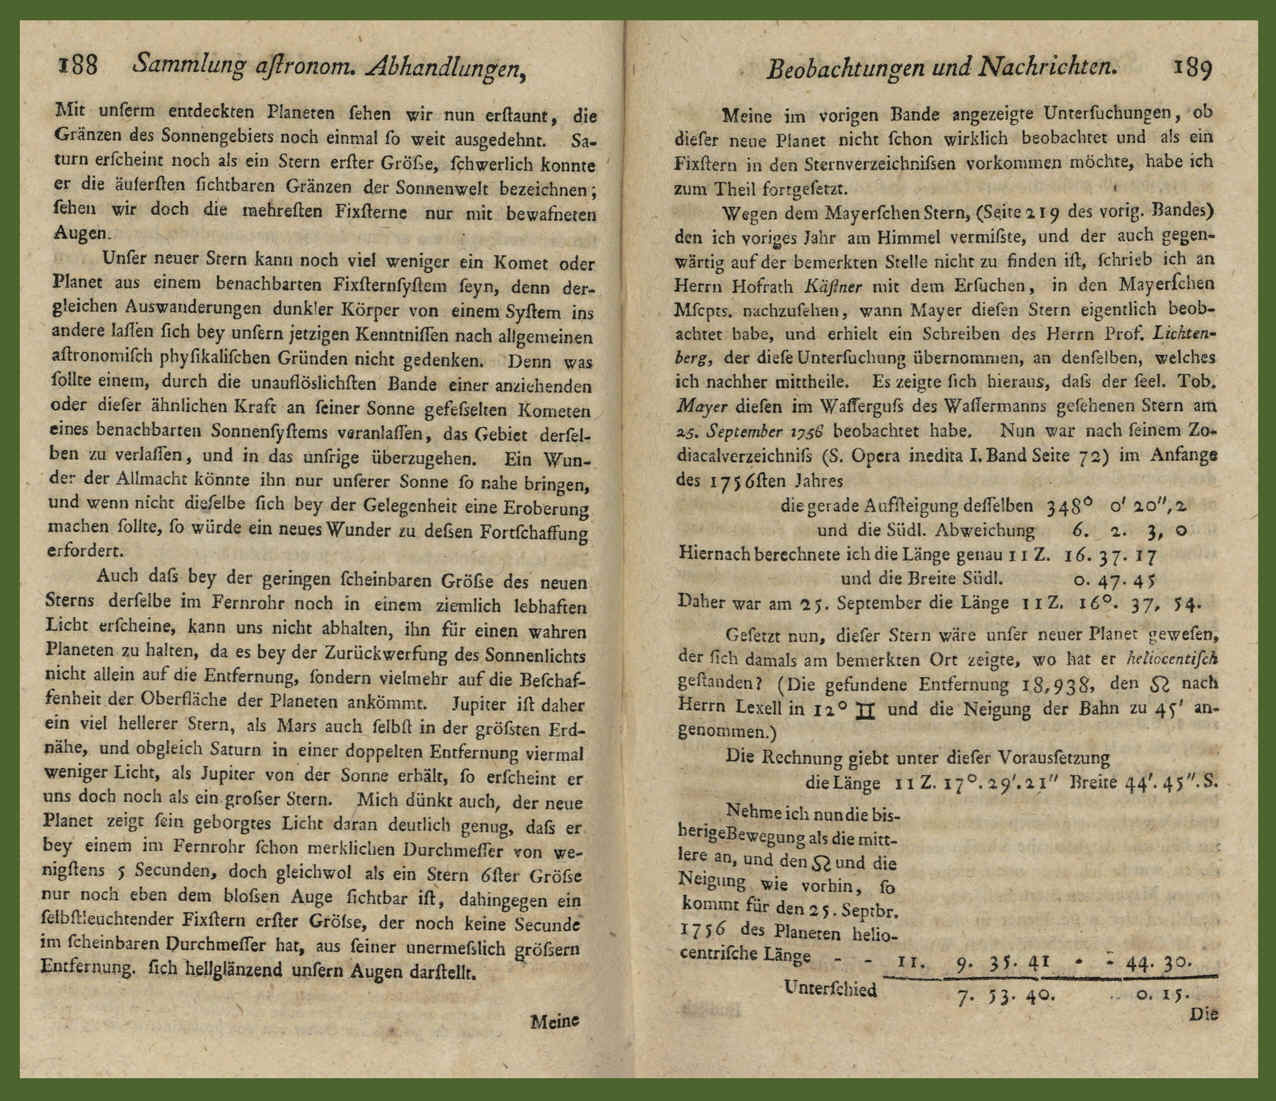 188 Sammlung aſtronom. Abhandlungen,
Mit unſerm entdeckten Planeten ſehen wir nun erſtaunt, die
Gränzen des Sonnengebiets noch einmal ſo weit ausgedehnt. Sa-
turn erſcheint noch als ein Stern erſter Größe, ſchwerlich konnte
er die äuſerſten ſichtbaren Gränzen der Sonnenwelt bezeichnen;
ſehen wir doch die mehreſten Fixſterne nur mit bewafneten
Augen.
Unſer neuer Stern kann noch viel weniger ein Komet oder
Planet aus einem benachbarten Fixſternſyſtem ſeyn, denn der-
gleichen Auswanderungen dunkler Körper von einem Syſtem ins
andere laſſen ſich bey unſern jetzigen Kenntniſſen nach allgemeinen
aſtronomiſch phyſikaliſchen Gründen nicht gedenken. Denn was
ſollte einem, durch die unauflöslichſten Bande einer anziehenden
oder dieſer ähnlichen Kraft an ſeiner Sonne gefeſselten Kometen
eines benachbarten Sonnenſyſtems veranlaſſen, das Gebiet derſel-
ben zu verlaſſen, und in das unſrige überzugehen. Ein Wun-
der der Allmacht könnte ihn nur unſerer Sonne ſo nahe bringen,
und wenn nicht dieſelbe ſich bey der Gelegenheit eine Eroberung
machen ſollte, ſo würde ein neues Wunder zu deſsen Fortſchaffung
erfordert.
Auch daſs bey der geringen ſcheinbaren Größe des neuen
Sterns derſelbe im Fernrohr noch in einem ziemlich lebhaften
Licht erſcheine, kann uns nicht abhalten, ihn für einen wahren
Planeten zu halten, da es bey der Zurückwerfung des Sonnenlichts
nicht allein auf die Entfernung, ſondern vielmehr auf die Beſchaf-
fenheit der Oberfläche der Planeten ankömmt. Jupiter iſt daher
ein viel hellerer Stern, als Mars auch ſelbſt in der größten Erd-
nähe, und obgleich Saturn in einer doppelten Entfernung viermal
weniger Licht, als Jupiter von der Sonne erhält, ſo erſcheint er
uns doch noch als ein großer Stern. Mich dünkt auch, der neue
Planet zeigt ſein geborgtes Licht daran deutlich genug, daſs er
bey einem im Fernrohr ſchon merklichen Durchmeſſer von we-
nigſtens 5 Secunden, doch gleichwol als ein Stern 6ſter Größe
nur noch eben dem bloſsen Auge ſichtbar iſt, dahingegen ein
ſelbſtleuchtender Fixſtern erſter Gröſse, der noch keine Secunde
im ſcheinbaren Durchmeſſer hat, aus ſeiner unermeſslich gröſsern
Entfernung. ſich hellglänzend unſern Augen darſtellt.
Meine
Beobachtungen und Nachrichten. 189
Meine im vorigen Bande angezeigte Unterſuchungen, ob
dieſer neue Planet nicht ſchon wirklich beobachtet und als ein
Fixſtern in den Sternverzeichniſsen vorkommen möchte, habe ich
zum Theil fortgeſetzt.
Wegen dem Mayerſchen Stern, (Seite 219 des vorig. Bandes)
den ich voriges Jahr am Himmel vermiſste, und der auch gegen-
wärtig auf der bemerkten Stelle nicht zu finden iſt, ſchrieb ich an
Herrn Hofrath Käſtner mit dem Erſuchen, in den Mayerſchen
Mſcpts. nachzuſehen, wann Mayer dieſen Stern eigentlich beob-
achtet habe, und erhielt ein Schreiben des Herrn Prof. Lichten-
berg, der dieſe Unterſuchung übernommen, an denſelben, welches
ich nachher mittheile. Es zeigte ſich hieraus, daſs der ſeel. Tob.
Mayer dieſen im Waſſerguſs des Waſſermanns geſehenen Stern am
25. September 1756 beobachtet habe. Nun war nach ſeinem Zo-
diacalverzeichniſs (S. Opera inedita I. Band Seite 72) im Anfange
des 1756ſten Jahres
die gerade Aufſteigung deſſelben 348° 0' 20",2
und die Südl. Abweichung 6. 2. 3, 0
Hiernach berechnete ich die Länge genau 11 Z. 16. 37. 17
und die Breite Südl. 0. 47. 45
Daher war am 25. September die Länge 11Z. 16°. 37, 54.
Geſetzt nun, dieſer Stern wäre unſer neuer Planet geweſen,
der ſich damals am bemerkten Ort zeigte, wo hat er heliocentiſch
geſtanden? (Die gefundene Entfernung 18,938, den ☊ nach
Herrn Lexell in 12° ♊ und die Neigung der Bahn zu 45' an-
genommen.)
Die Rechnung giebt unter dieſer Vorausſetzung
die Länge 11 Z. 17°. 29'. 21" Breite 44'. 45". S.
Nehme ich nun die bis-
herige Bewegung als die mitt-
lere an, und den ☊ und die
Neigung wie vorhin, ſo
kommt für den 25. Septbr.
1756 des Planeten helio-
centriſche Länge - - 11. 9. 35. 41 - - 44. 30.
Unterſchied 7. 53. 40. 0. 15.
Die